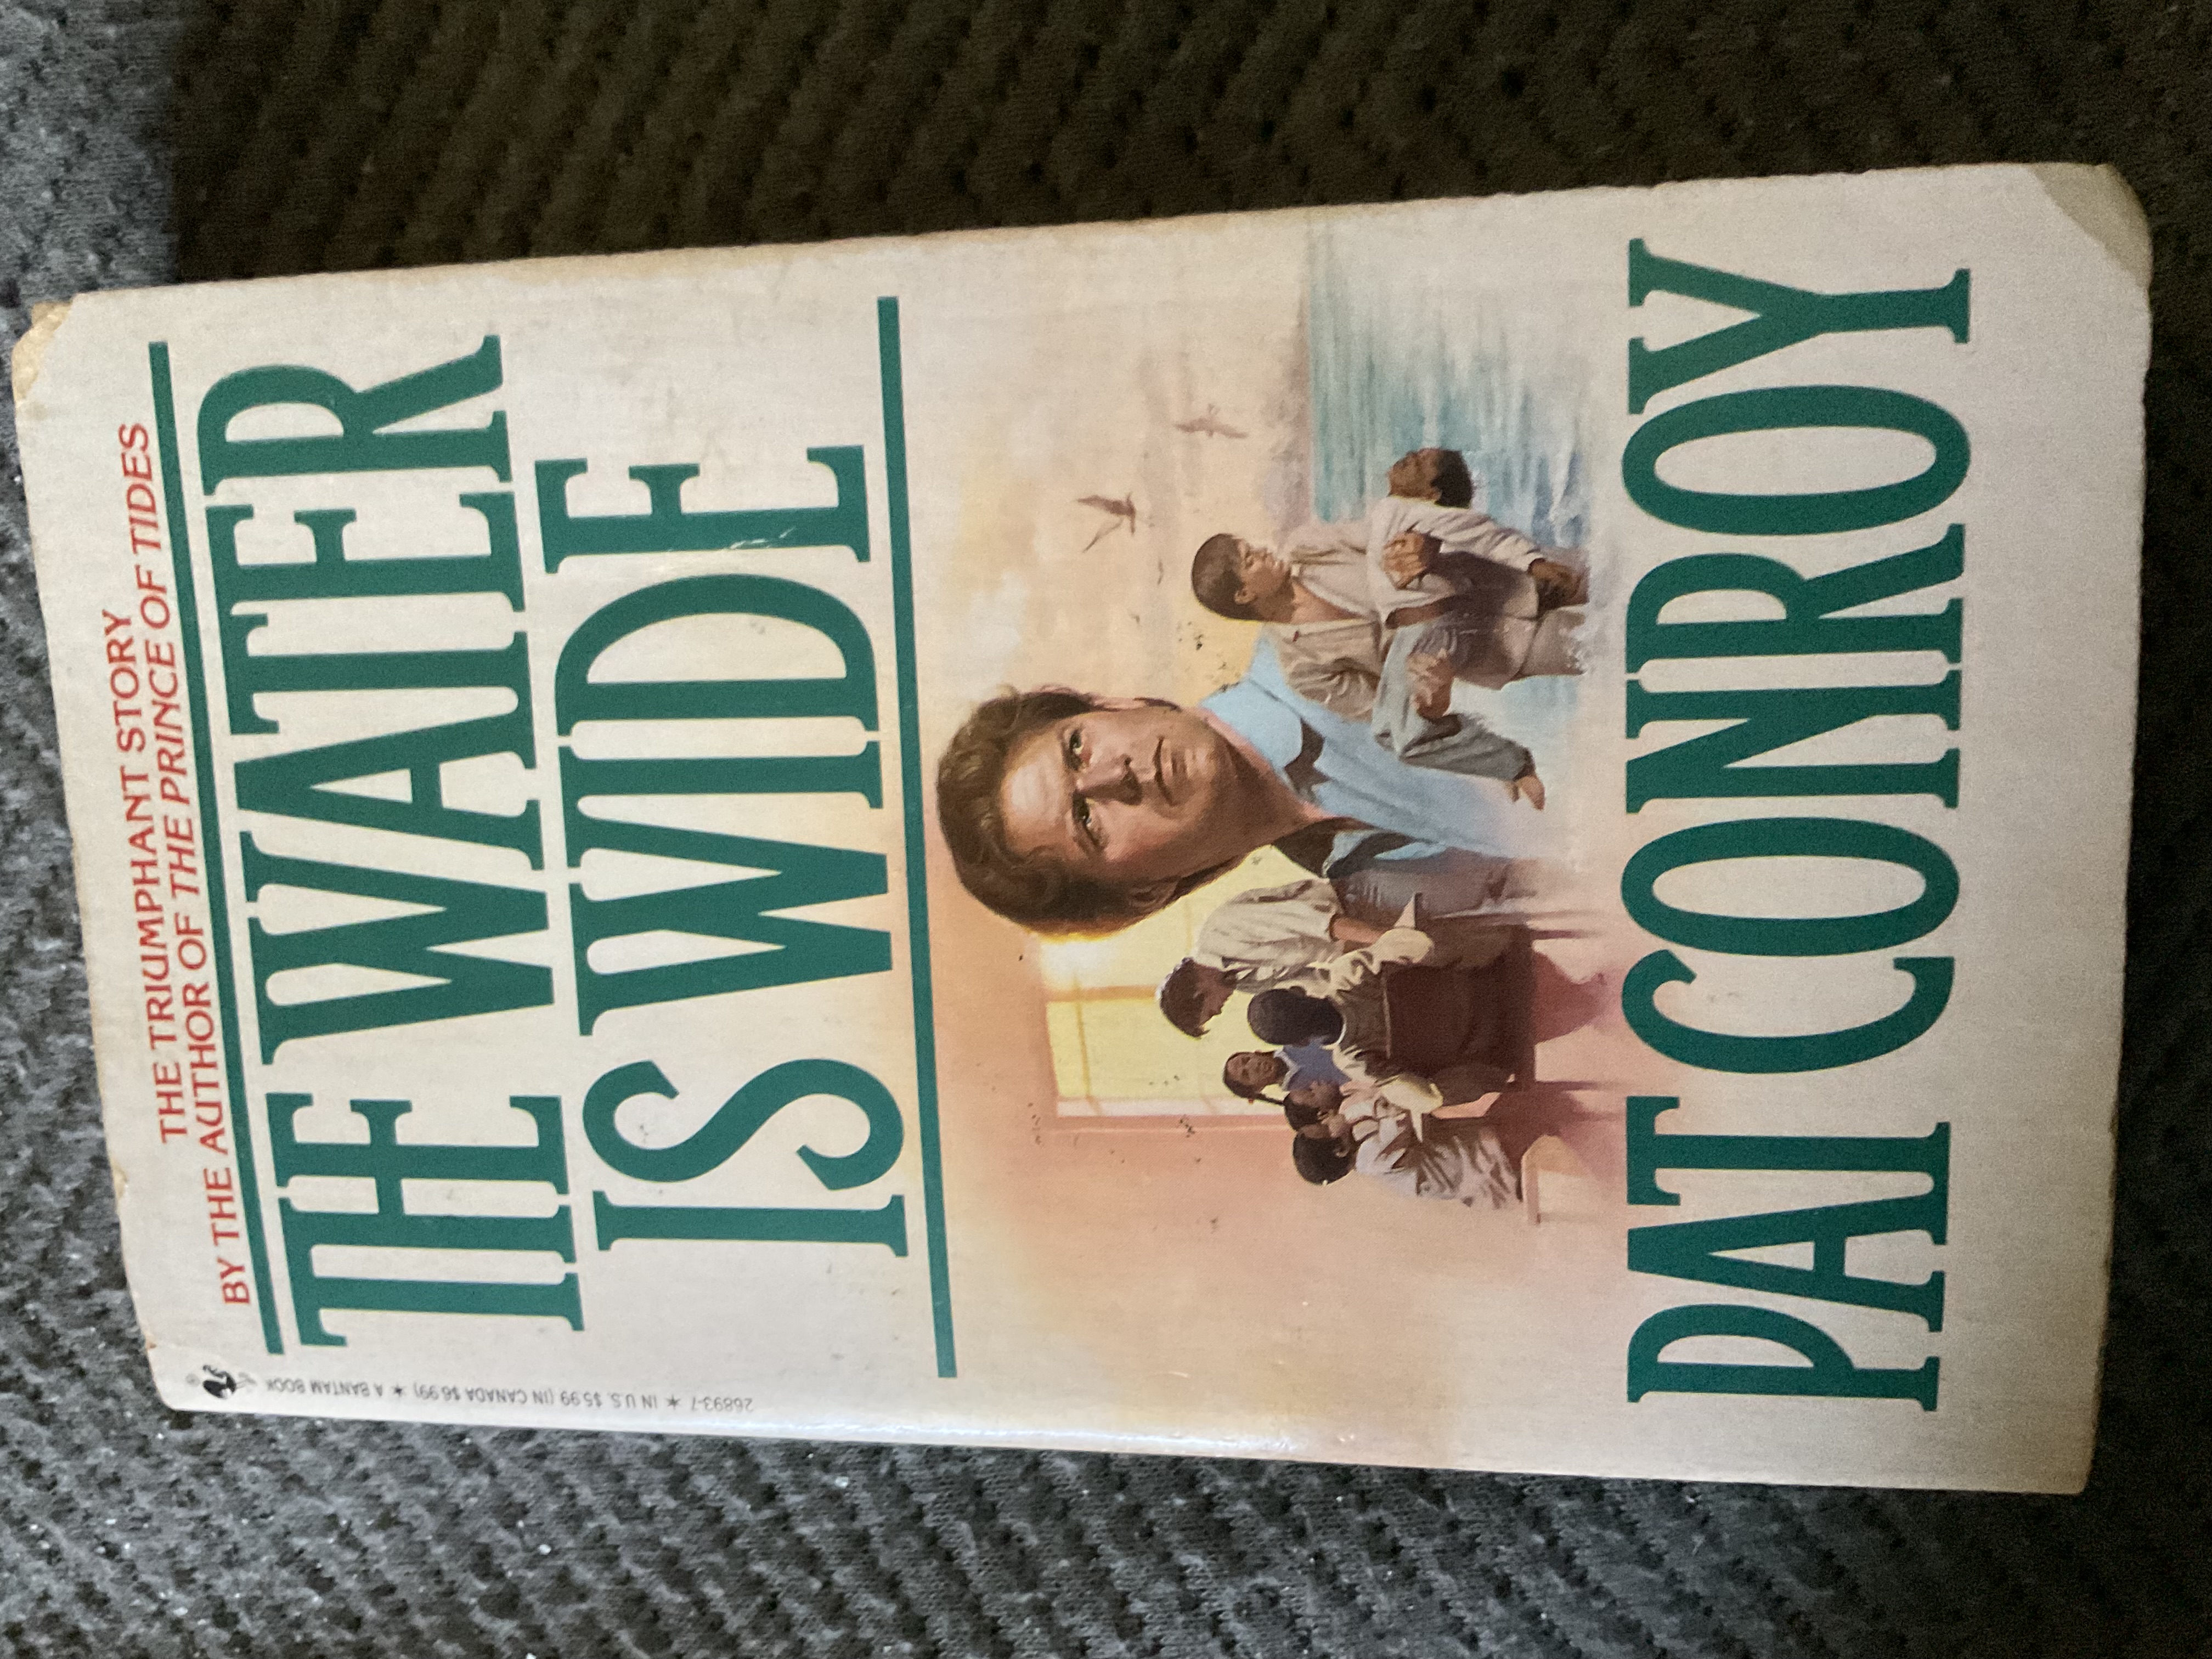 THE TRIUMPHANT STORY
BY THE AUTHOR OF THE PRINCE OF TIDES
THE WATER
IS WIDE
PAT CONROY
26893-7 ★ IN U.S. $5.99 (IN CANADA $6.99) ★ A BANTAM BOOK